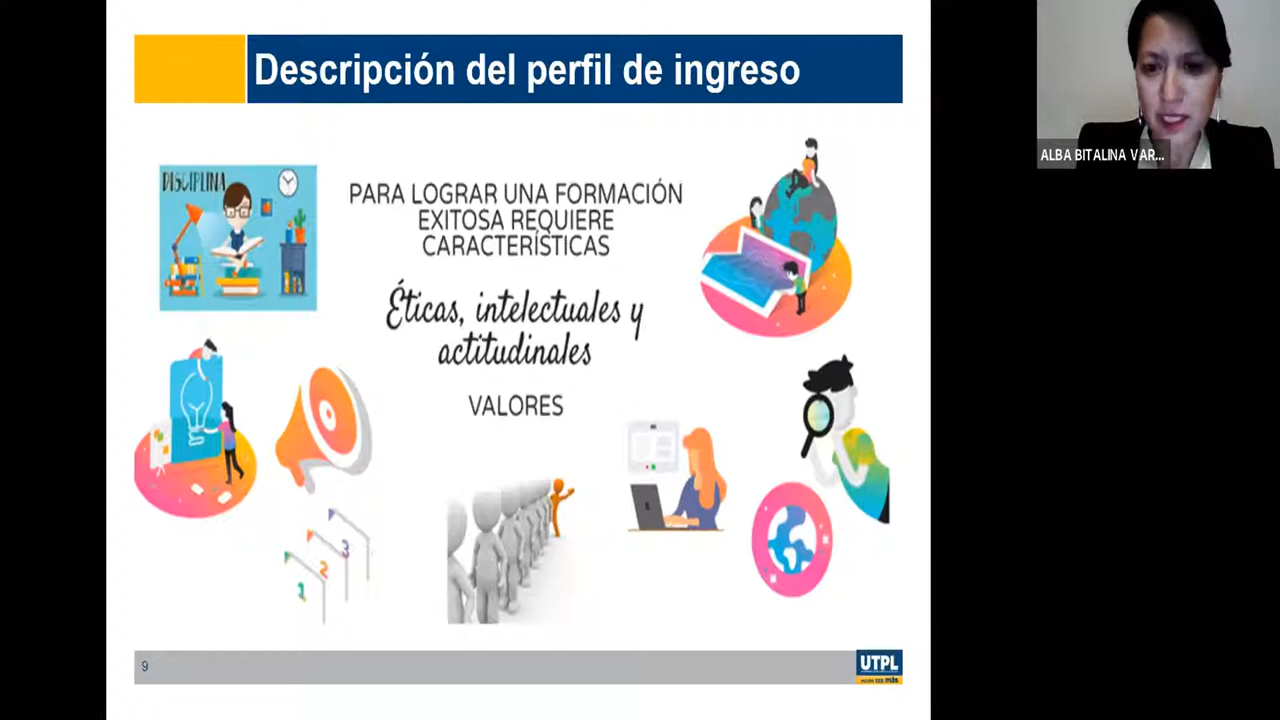 Descripción del perfil de ingreso
ALBA BITALINA VAR...
DISCIPLINA
PARA LOGRAR UNA FORMACIÓN
EXITOSA REQUIERE
CARACTERÍSTICAS
Éticas, intelectuales y
actitudinales
VALORES
1
2
3
9
UTPL